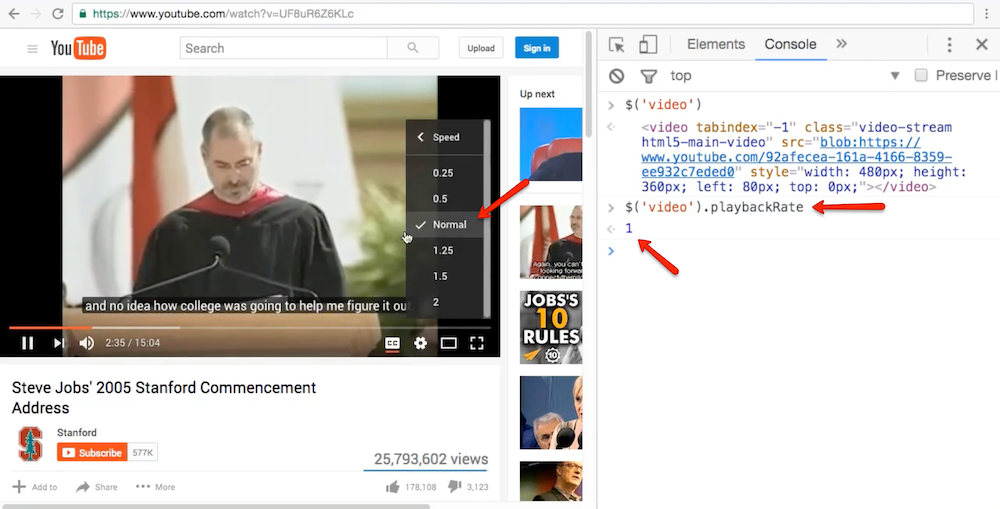 https://www.youtube.com/watch?v=UF8uR6Z6KLc
YouTube
Search
Upload
Sign in
Up next
Speed
0.25
0.5
Normal
1.25
1.5
2
and no idea how college was going to help me figure it out
2:35 / 15:04
CC
Again, you can't
looking forward
JOBS'S
10
RULES
10
Steve Jobs' 2005 Stanford Commencement
Address
S
Stanford
Subscribe 577K
25,793,602 views
Add to Share More 178,108 3,123
Elements Console »
top Preserve l
$('video')
<video tabindex="-1" class="video-stream
html5-main-video" src="blob:https://
www.youtube.com/92afecea-161a-4166-8359-
ee932c7eded0" style="width: 480px; height:
360px; left: 80px; top: 0px;"></video>
$('video').playbackRate
1